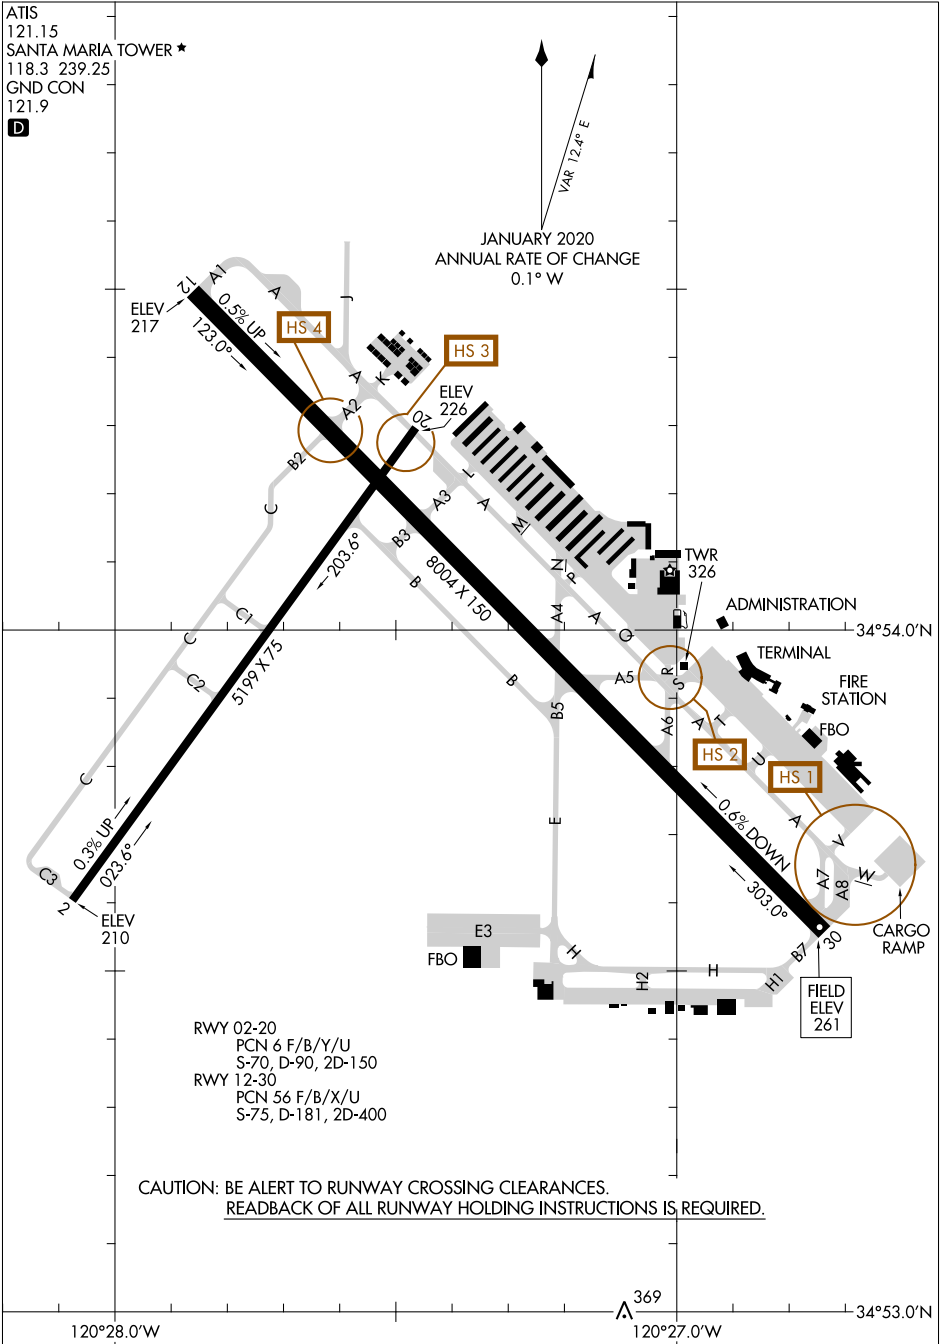 ATIS
121.15
SANTA MARIA TOWER ★
118.3 239.25
GND CON
121.9
D
VAR 12.4° E
JANUARY 2020
ANNUAL RATE OF CHANGE
0.1° W
12
A1
A
J
ELEV
217
0.5% UP
123.0°
HS 4
HS 3
A
K
A2
ELEV
226
20
B2
C
L
A3
A
M
B3
203.6°
8004 X 150
B
N
P
TWR
326
A4
A
Q
ADMINISTRATION
34°54.0'N
C1
C
C2
5199 X 75
TERMINAL
R
S
A5
B
B5
A6
A
T
FIRE
STATION
FBO
HS 2
U
HS 1
C
0.6% DOWN
A
V
0.3% UP
023.6°
E
303.0°
A7
A8
W
C3
2
ELEV
210
E3
FBO
H
H2
H
H1
B7
30
CARGO
RAMP
FIELD
ELEV
261
RWY 02-20
PCN 6 F/B/Y/U
S-70, D-90, 2D-150
RWY 12-30
PCN 56 F/B/X/U
S-75, D-181, 2D-400
CAUTION: BE ALERT TO RUNWAY CROSSING CLEARANCES.
READBACK OF ALL RUNWAY HOLDING INSTRUCTIONS IS REQUIRED.
369
34°53.0'N
120°28.0'W
120°27.0'W